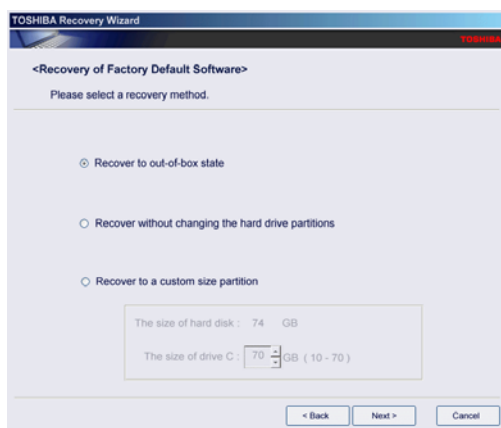 TOSHIBA Recovery Wizard
TOSHIBA
<Recovery of Factory Default Software>
Please select a recovery method.
Recover to out-of-box state
Recover without changing the hard drive partitions
Recover to a custom size partition
The size of hard disk : 74 GB
The size of drive C : 70 GB ( 10 - 70 )
< Back Next > Cancel